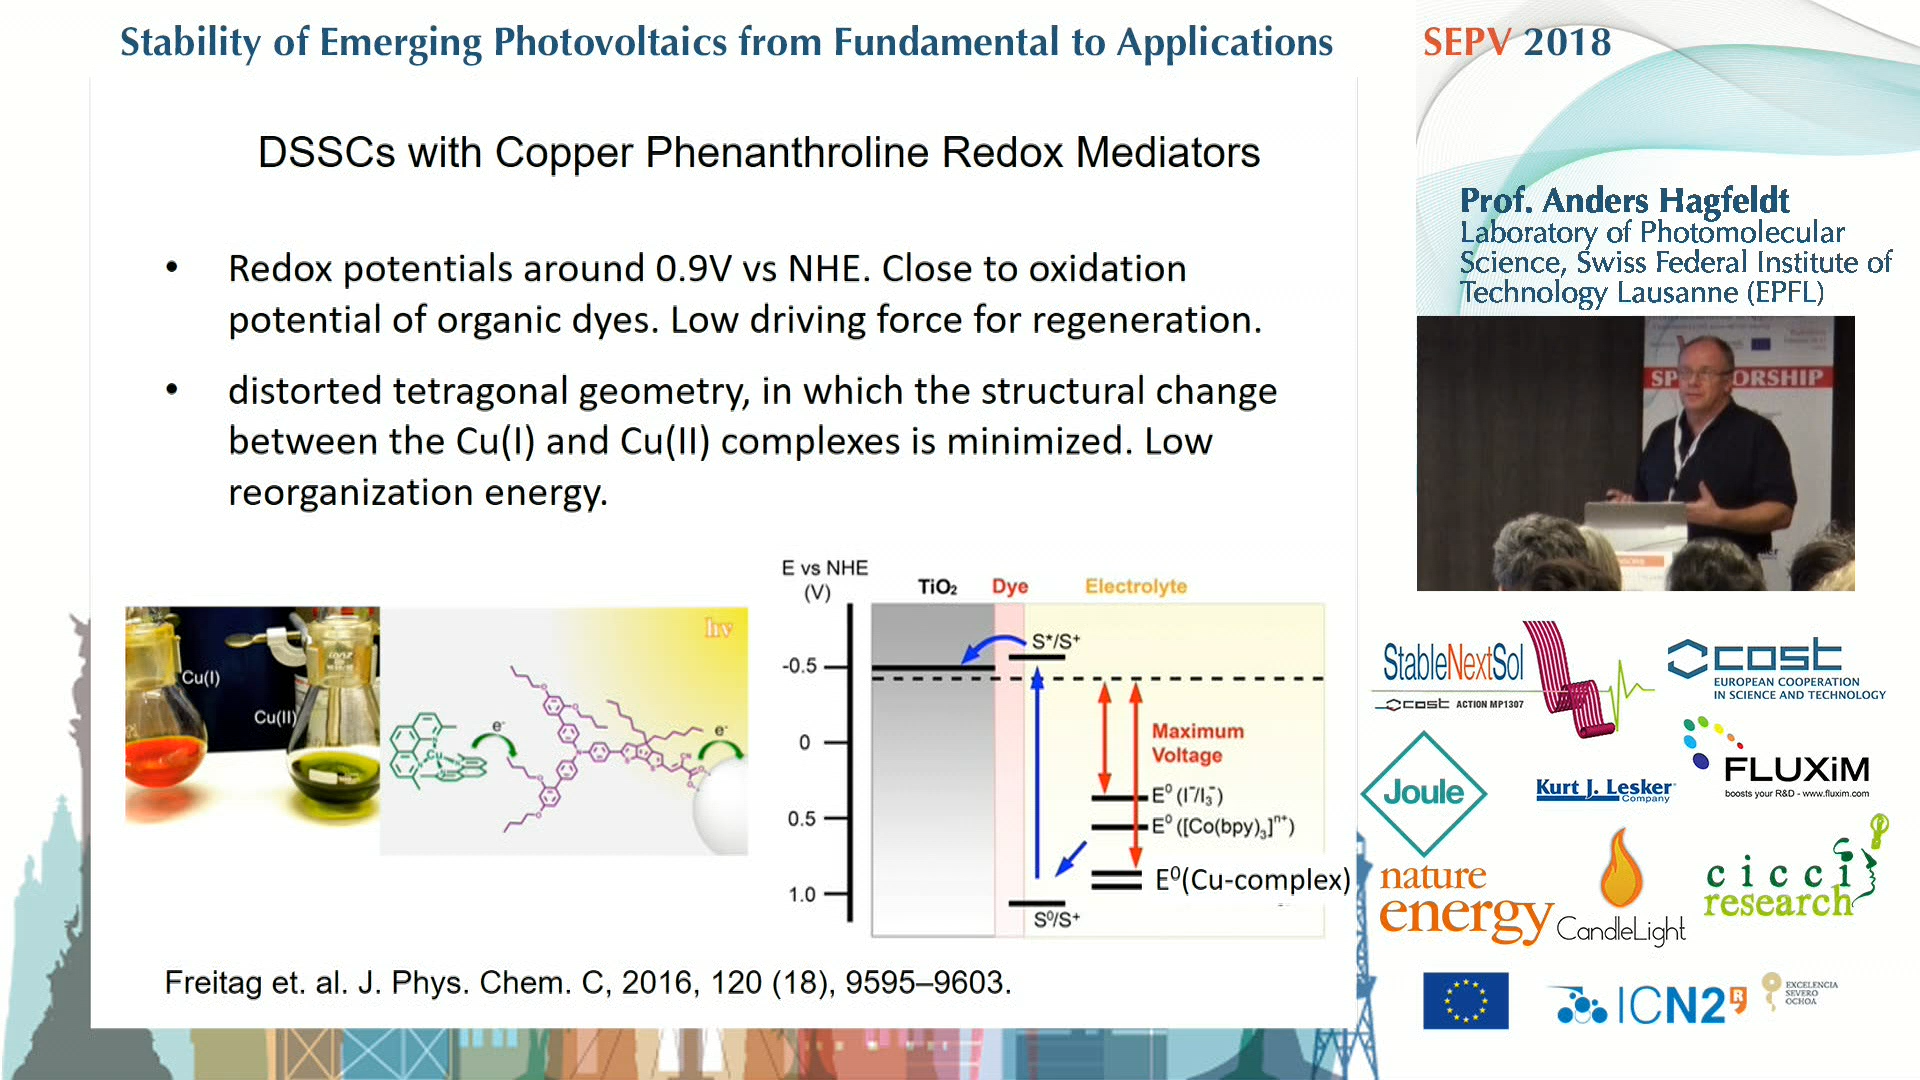 Stability of Emerging Photovoltaics from Fundamental to Applications
SEPV 2018
DSSCs with Copper Phenanthroline Redox Mediators
• Redox potentials around 0.9V vs NHE. Close to oxidation
potential of organic dyes. Low driving force for regeneration.
• distorted tetragonal geometry, in which the structural change
between the Cu(I) and Cu(II) complexes is minimized. Low
reorganization energy.
Cu(I)
Cu(II)
hν
Cu
e-
e-
E vs NHE
(V)
TiO₂
Dye
Electrolyte
-0.5
0
0.5
1.0
S*/S⁺
Maximum
Voltage
E⁰ (I⁻/I₃⁻)
E⁰ ([Co(bpy)₃]ⁿ⁺)
E⁰(Cu-complex)
S⁰/S⁺
Freitag et. al. J. Phys. Chem. C, 2016, 120 (18), 9595–9603.
Prof. Anders Hagfeldt
Laboratory of Photomolecular
Science, Swiss Federal Institute of
Technology Lausanne (EPFL)
StableNextSol
cost ACTION MP1307
cost
EUROPEAN COOPERATION
IN SCIENCE AND TECHNOLOGY
Joule
Kurt J. Lesker
Company
FLUXiM
boosts your R&D - www.fluxim.com
nature
energy
CandleLight
cicci
research
ICN2
EXCELENCIA
SEVERO
OCHOA